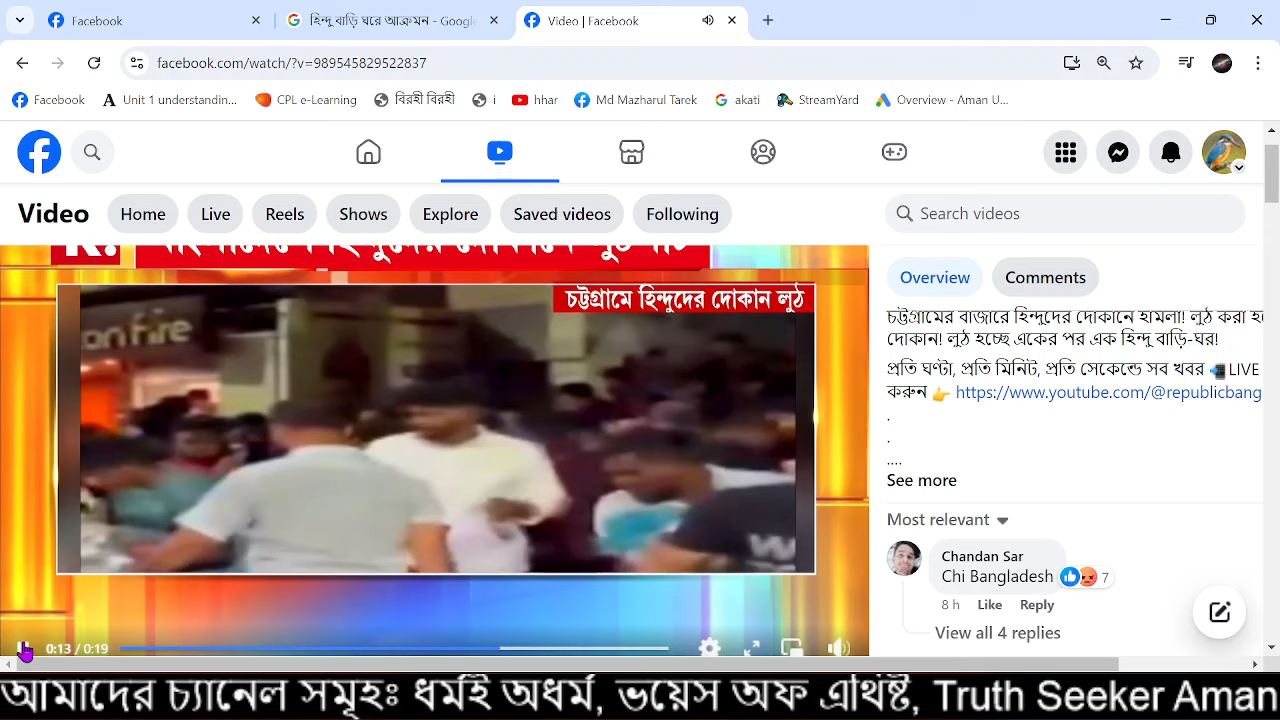 Facebook
হিন্দু বাড়ি ঘরে আক্রমন - Google
Video | Facebook
facebook.com/watch/?v=989545829522837
Facebook
Unit 1 understandin...
CPL e-Learning
বিরহী বিরহী
i
hhar
Md Mazharul Tarek
akati
StreamYard
Overview - Aman U...
Video
Home
Live
Reels
Shows
Explore
Saved videos
Following
Search videos
চট্টগ্রামে হিন্দুদের দোকান লুঠ
on fire
Overview
Comments
চট্টগ্রামের বাজারে হিন্দুদের দোকানে হামলা! লুঠ করা
দোকান! লুঠ হচ্ছে একের পর এক হিন্দু বাড়ি-ঘর!
প্রতি ঘণ্টা, প্রতি মিনিট, প্রতি সেকেন্ডে সব খবর 📲LIVE
করুন 👉 https://www.youtube.com/@republicbang
.
.
....
See more
Most relevant
Chandan Sar
Chi Bangladesh
7
8 h Like Reply
View all 4 replies
0:13 / 0:19
আমাদের চ্যানেল সমূহঃ ধর্মই অধর্ম, ভয়েস অফ এথিষ্ট, Truth Seeker Aman